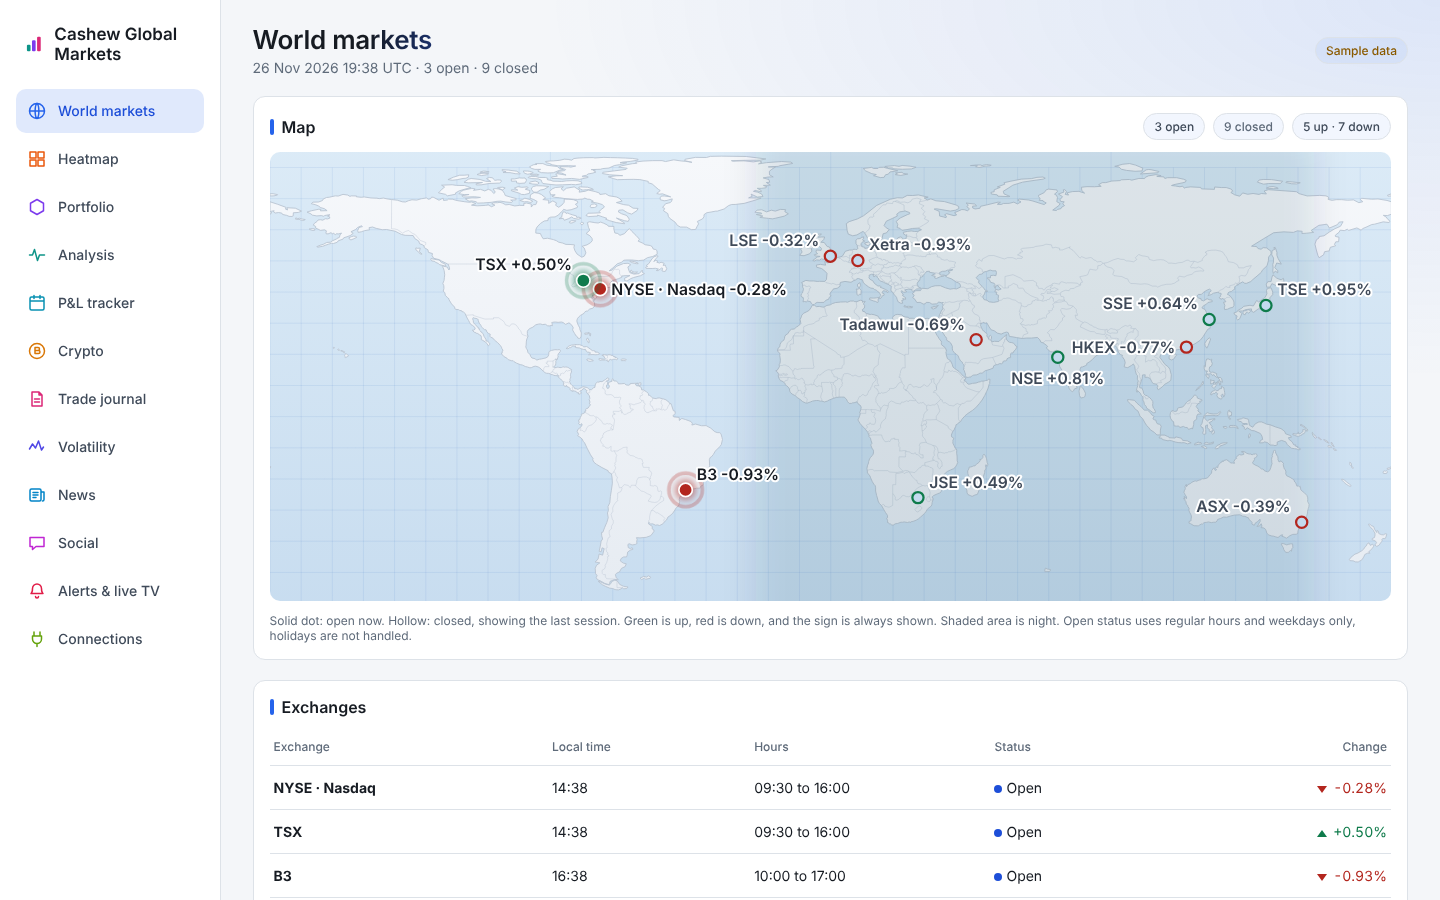 Cashew Global
Markets
World markets
Heatmap
Portfolio
Analysis
P&L tracker
Crypto
Trade journal
Volatility
News
Social
Alerts & live TV
Connections
World markets
26 Nov 2026 19:38 UTC · 3 open · 9 closed
Sample data
Map
3 open
9 closed
5 up · 7 down
LSE -0.32%
Xetra -0.93%
TSX +0.50%
NYSE · Nasdaq -0.28%
TSE +0.95%
SSE +0.64%
Tadawul -0.69%
HKEX -0.77%
NSE +0.81%
B3 -0.93%
JSE +0.49%
ASX -0.39%
Solid dot: open now. Hollow: closed, showing the last session. Green is up, red is down, and the sign is always shown. Shaded area is night. Open status uses regular hours and weekdays only,
holidays are not handled.
Exchanges
Exchange Local time Hours Status Change
NYSE · Nasdaq 14:38 09:30 to 16:00 Open ▼ -0.28%
TSX 14:38 09:30 to 16:00 Open ▲ +0.50%
B3 16:38 10:00 to 17:00 Open ▼ -0.93%